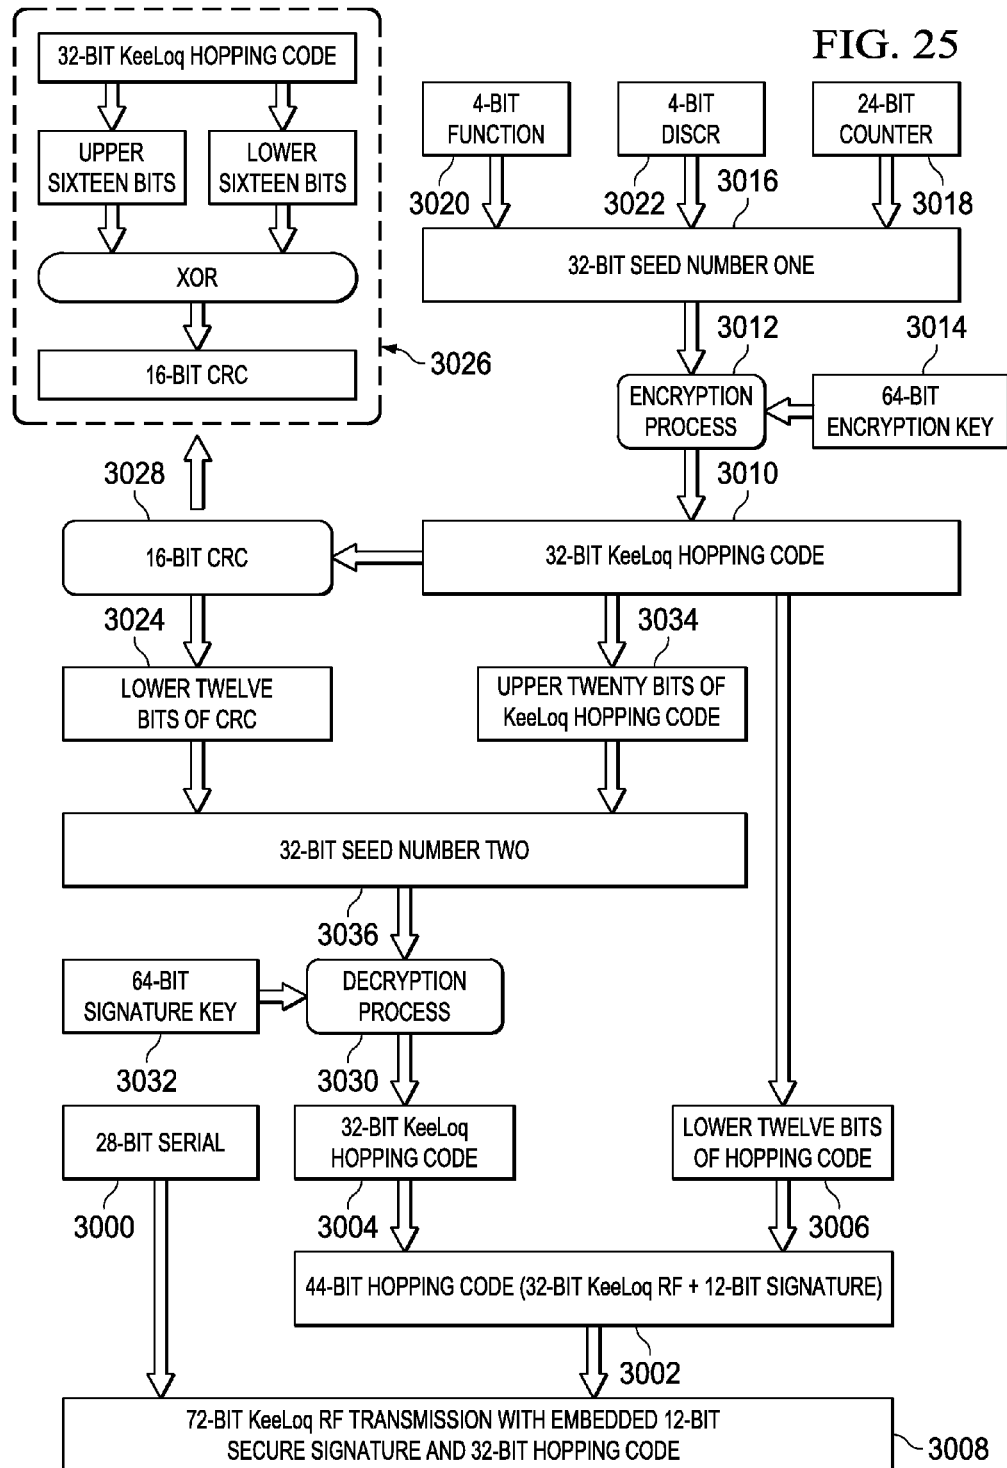 FIG. 25
32-BIT KeeLoq HOPPING CODE
UPPER
SIXTEEN BITS
LOWER
SIXTEEN BITS
XOR
16-BIT CRC
3026
4-BIT
FUNCTION
4-BIT
DISCR
24-BIT
COUNTER
3020
3022
3016
3018
32-BIT SEED NUMBER ONE
3012
3014
ENCRYPTION
PROCESS
64-BIT
ENCRYPTION KEY
3028
3010
16-BIT CRC
32-BIT KeeLoq HOPPING CODE
3024
3034
LOWER TWELVE
BITS OF CRC
UPPER TWENTY BITS OF
KeeLoq HOPPING CODE
32-BIT SEED NUMBER TWO
3036
64-BIT
SIGNATURE KEY
DECRYPTION
PROCESS
3032
3030
28-BIT SERIAL
32-BIT KeeLoq
HOPPING CODE
LOWER TWELVE BITS
OF HOPPING CODE
3000
3004
3006
44-BIT HOPPING CODE (32-BIT KeeLoq RF + 12-BIT SIGNATURE)
3002
72-BIT KeeLoq RF TRANSMISSION WITH EMBEDDED 12-BIT
SECURE SIGNATURE AND 32-BIT HOPPING CODE
3008